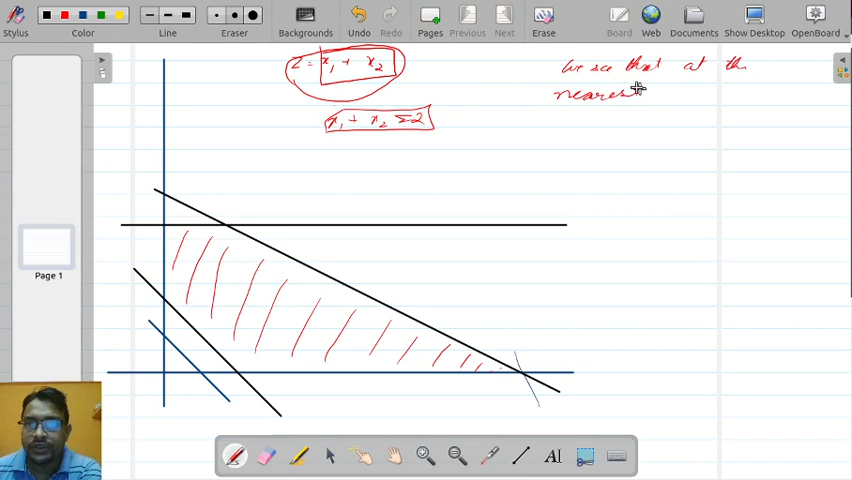 Stylus
Color
Line
Eraser
Backgrounds
Undo
Redo
Pages
Previous
Next
Erase
Board
Web
Documents
Show Desktop
OpenBoard
Z = x₁ + x₂
We see that at the
nearest
x₁ + x₂ ≥ 2
Page 1
AI